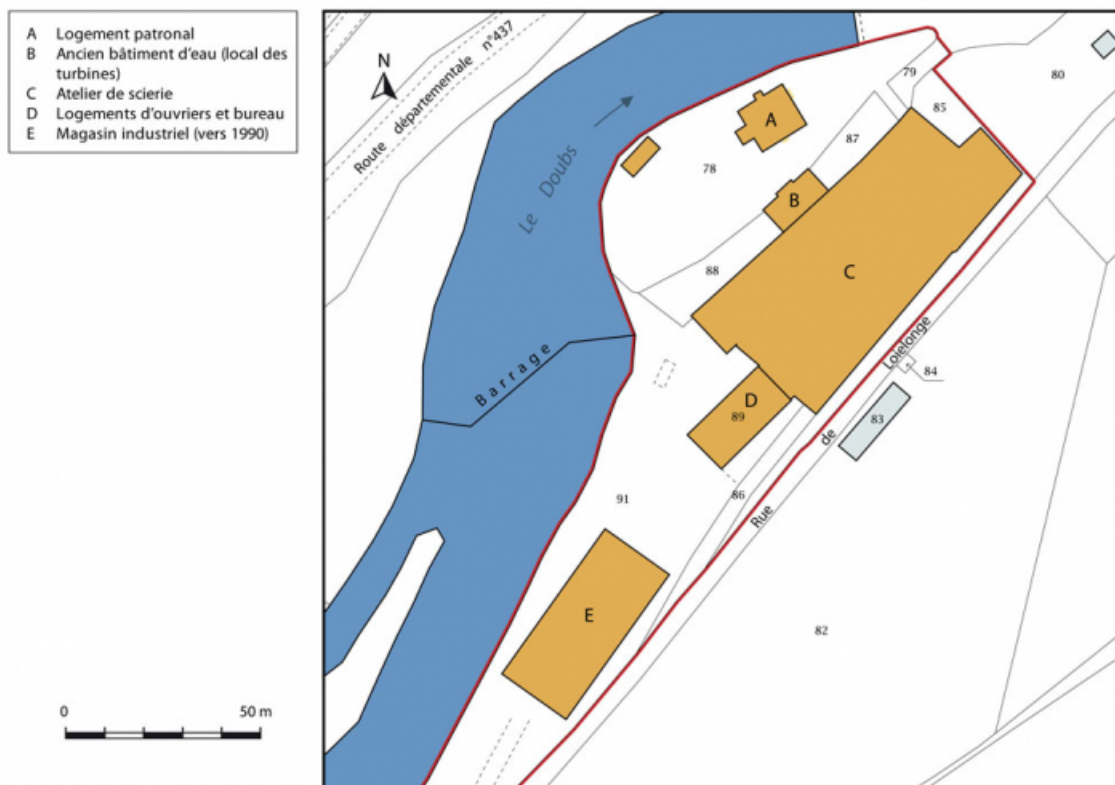 A Logement patronal
B Ancien bâtiment d'eau (local des
turbines)
C Atelier de scierie
D Logements d'ouvriers et bureau
E Magasin industriel (vers 1990)
N
Route départementale n°437
Le Doubs
Barrage
A
B
C
D
E
78
79
80
85
87
88
89
84
83
86
91
82
Rue de Loielonge
0 50 m